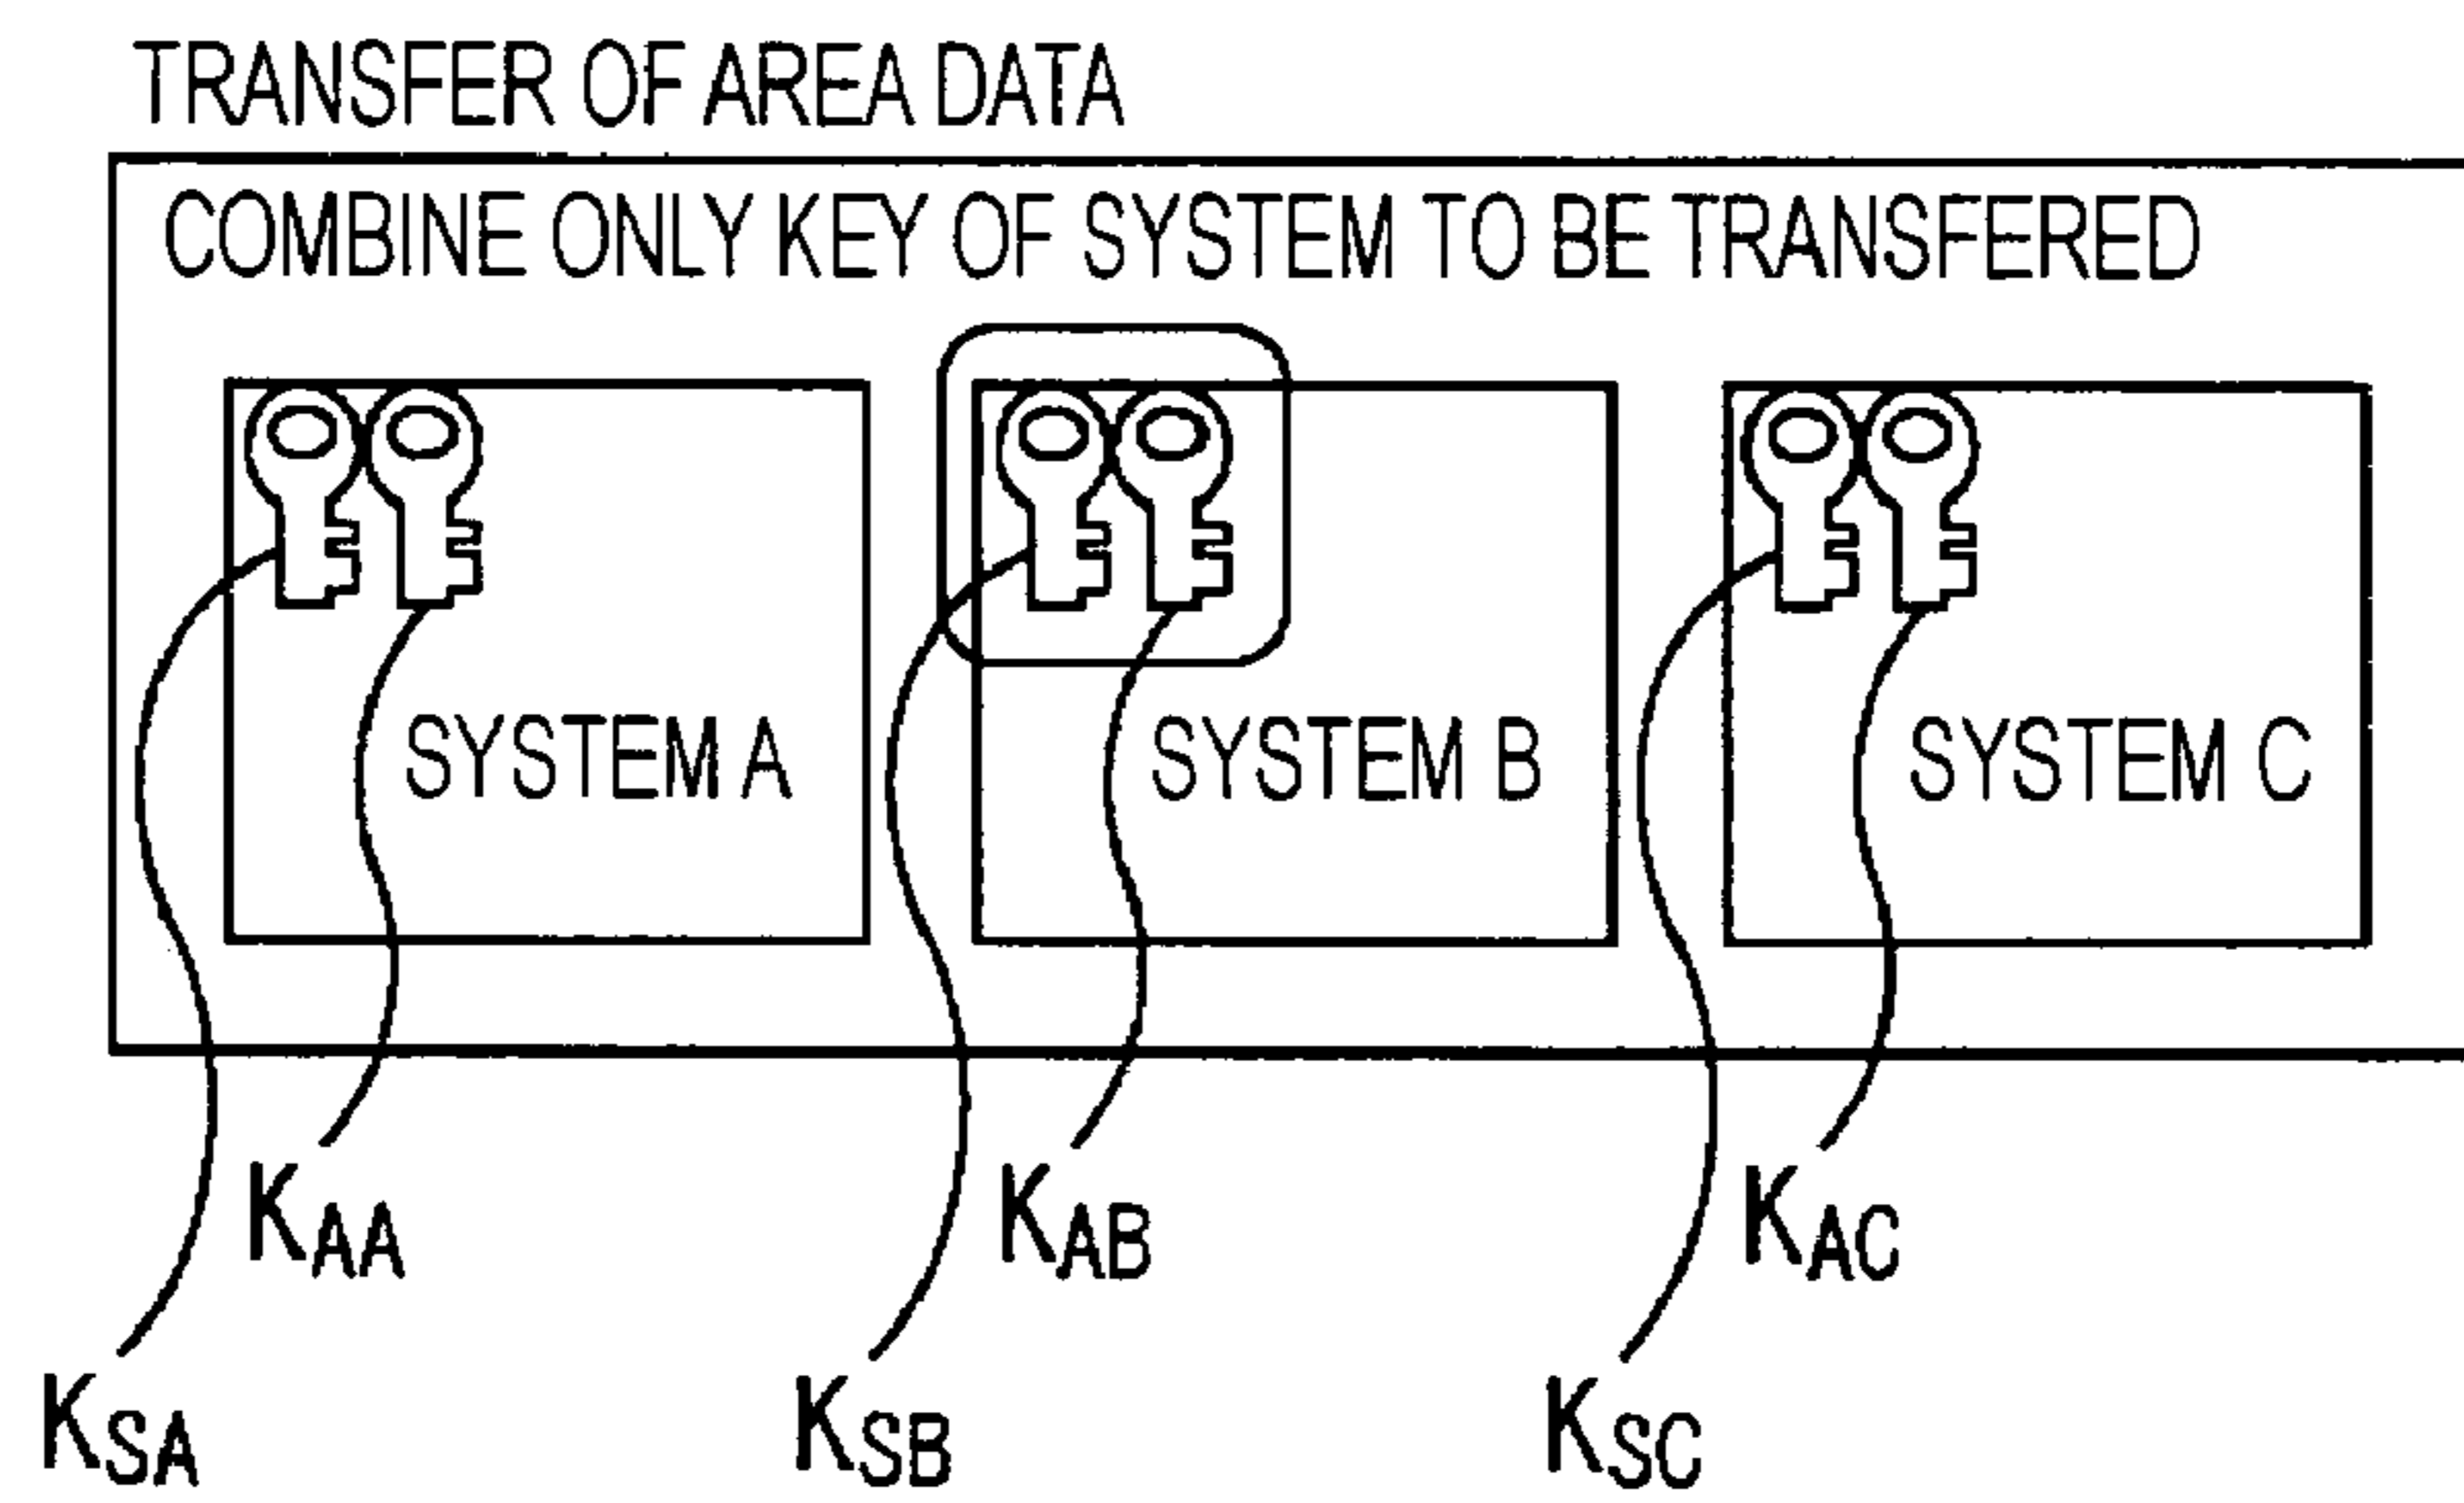 TRANSFER OF AREA DATA
COMBINE ONLY KEY OF SYSTEM TO BE TRANSFERED
SYSTEM A SYSTEM B SYSTEM C
KAA KAB KAC
KSA KSB KSC